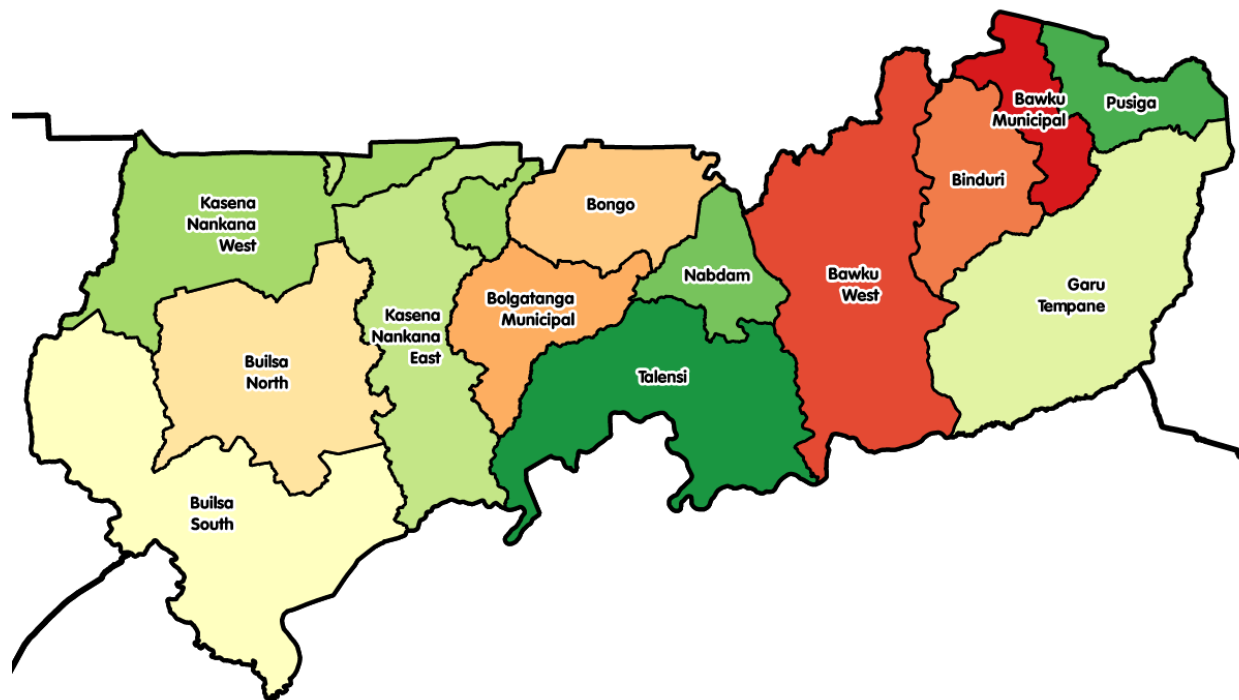 Kasena
Nankana
West
Builsa
North
Builsa
South
Kasena
Nankana
East
Bongo
Bolgatanga
Municipal
Nabdam
Talensi
Bawku
West
Binduri
Bawku
Municipal
Pusiga
Garu
Tempane